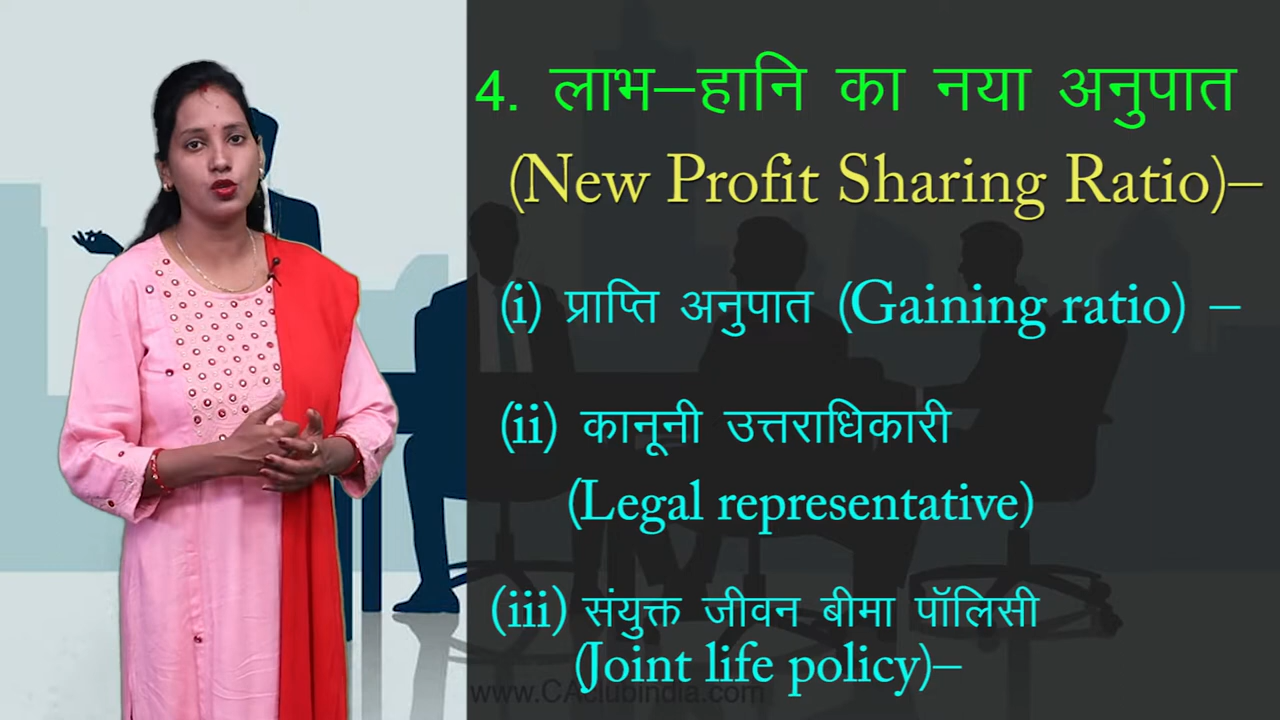 4. लाभ–हानि का नया अनुपात
(New Profit Sharing Ratio)–
(i) प्राप्ति अनुपात (Gaining ratio) –
(ii) कानूनी उत्तराधिकारी
(Legal representative)
(iii) संयुक्त जीवन बीमा पॉलिसी
(Joint life policy)–
www.CAclubindia.com